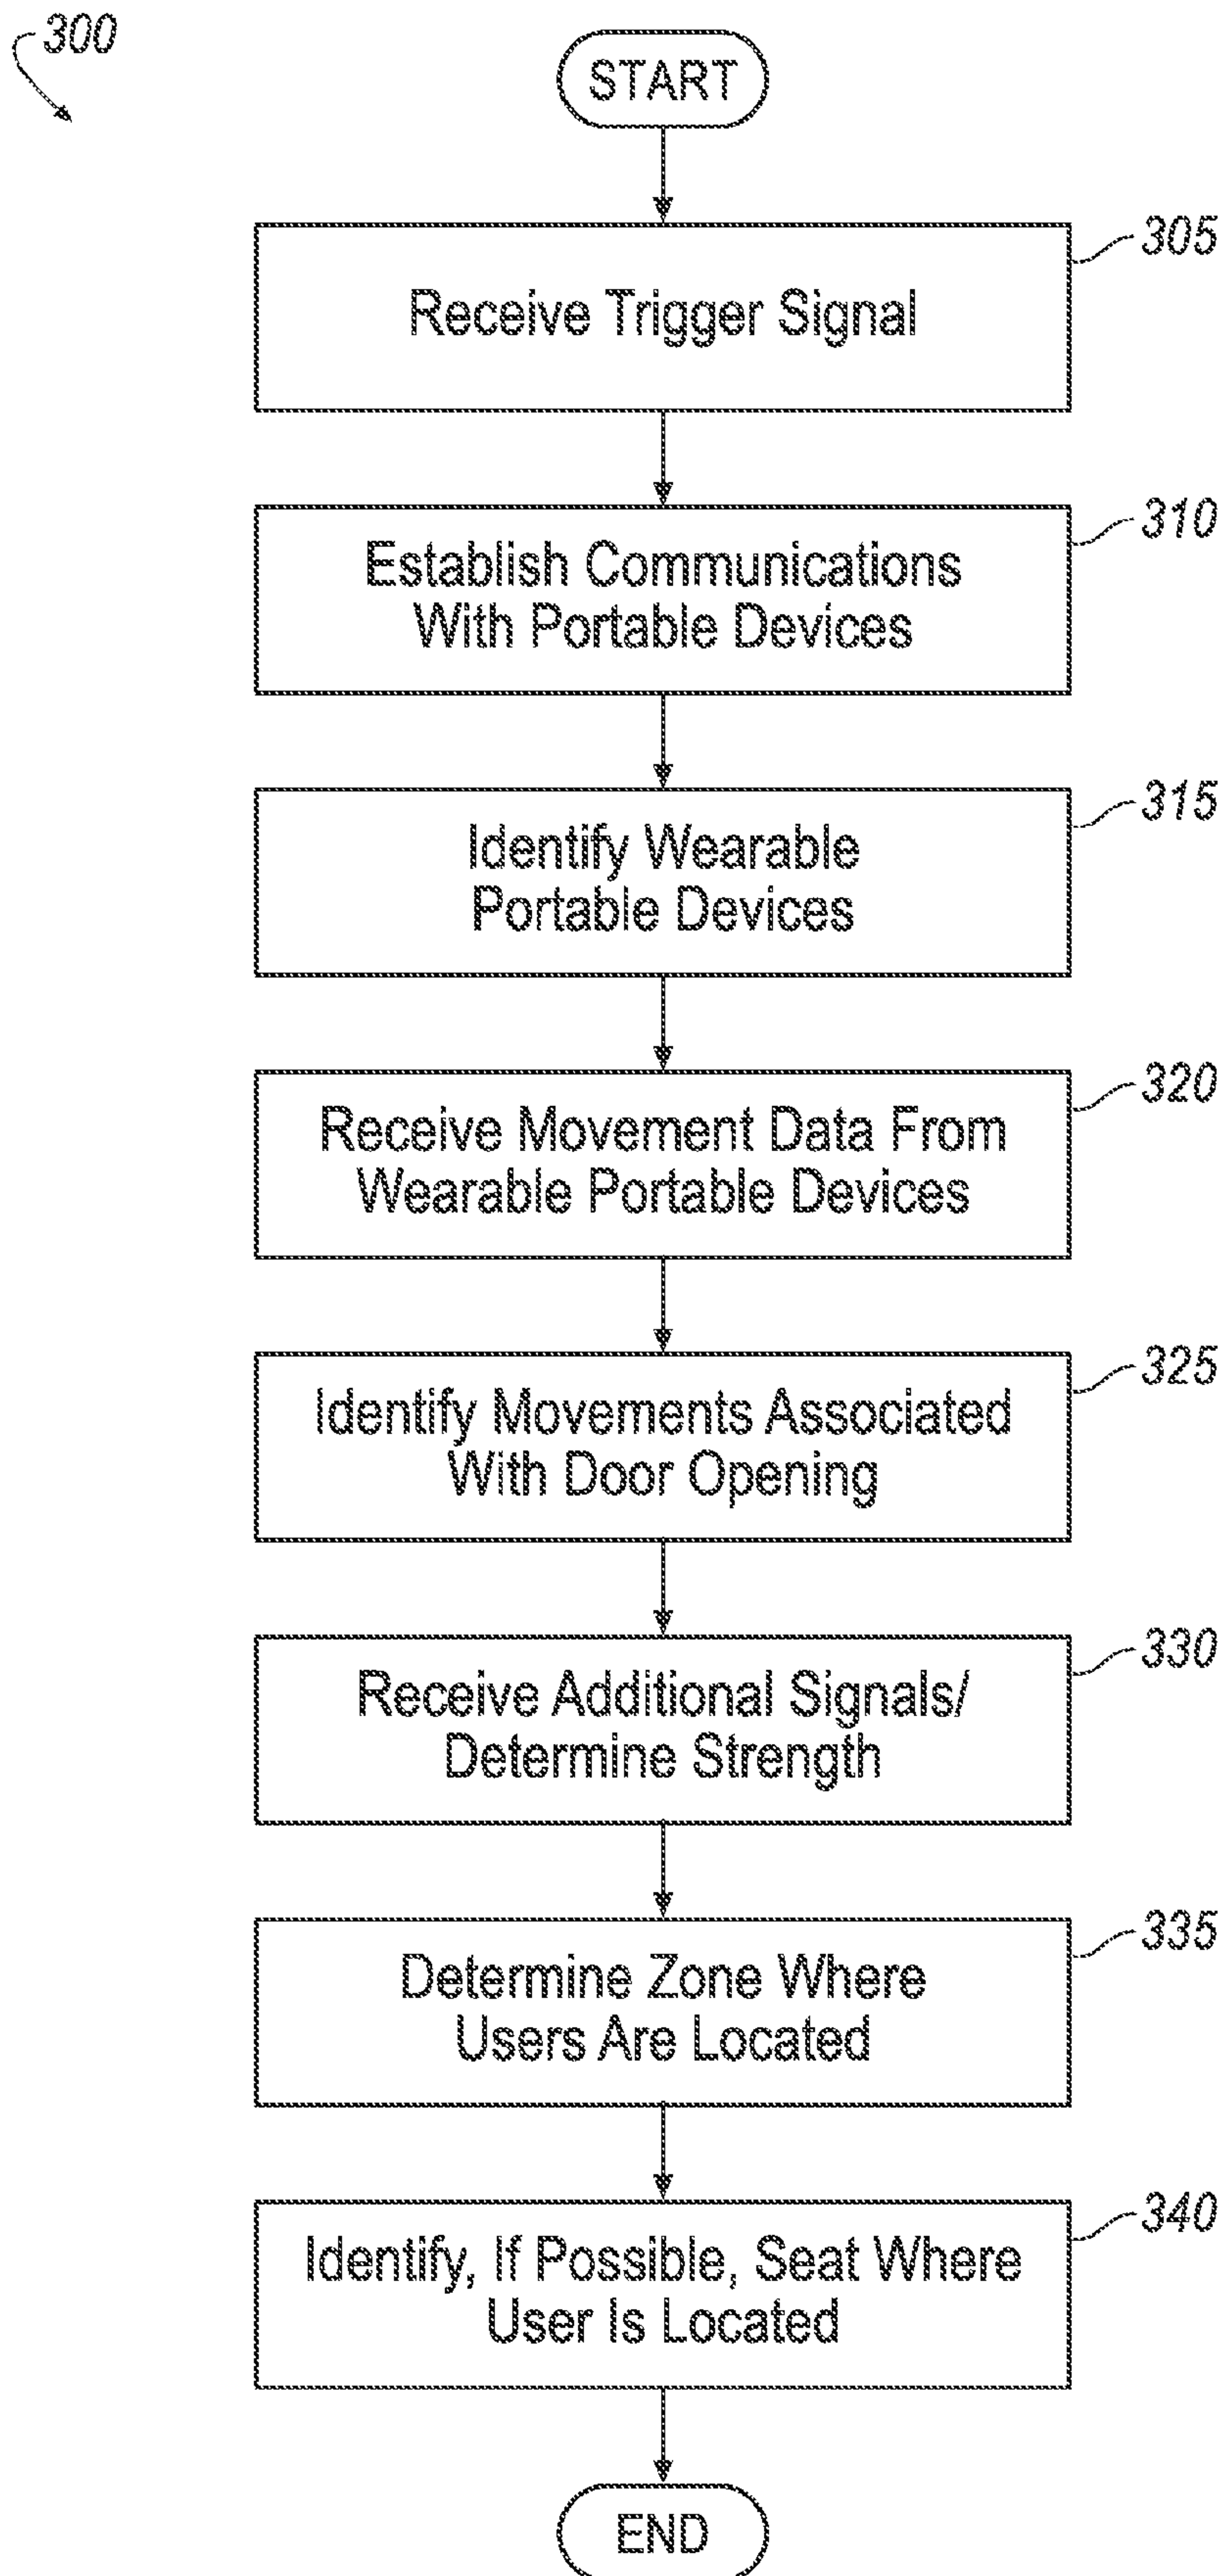 300
START
305
Receive Trigger Signal
310
Establish Communications
With Portable Devices
315
Identify Wearable
Portable Devices
320
Receive Movement Data From
Wearable Portable Devices
325
Identify Movements Associated
With Door Opening
330
Receive Additional Signals/
Determine Strength
335
Determine Zone Where
Users Are Located
340
Identify, If Possible, Seat Where
User Is Located
END